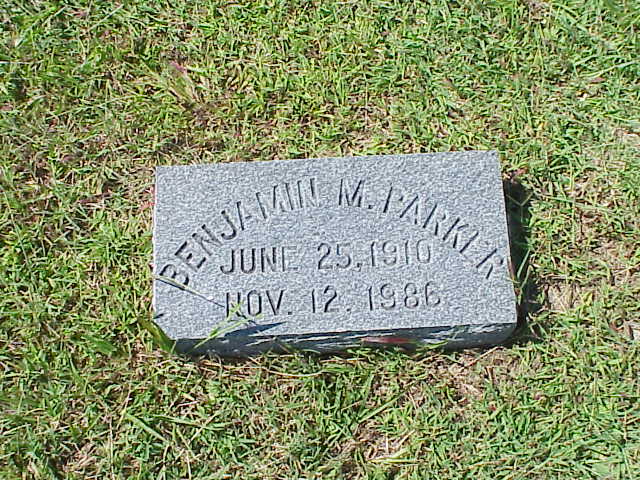 BENJAMIN M. PARKER
JUNE 25, 1910
NOV. 12, 1986